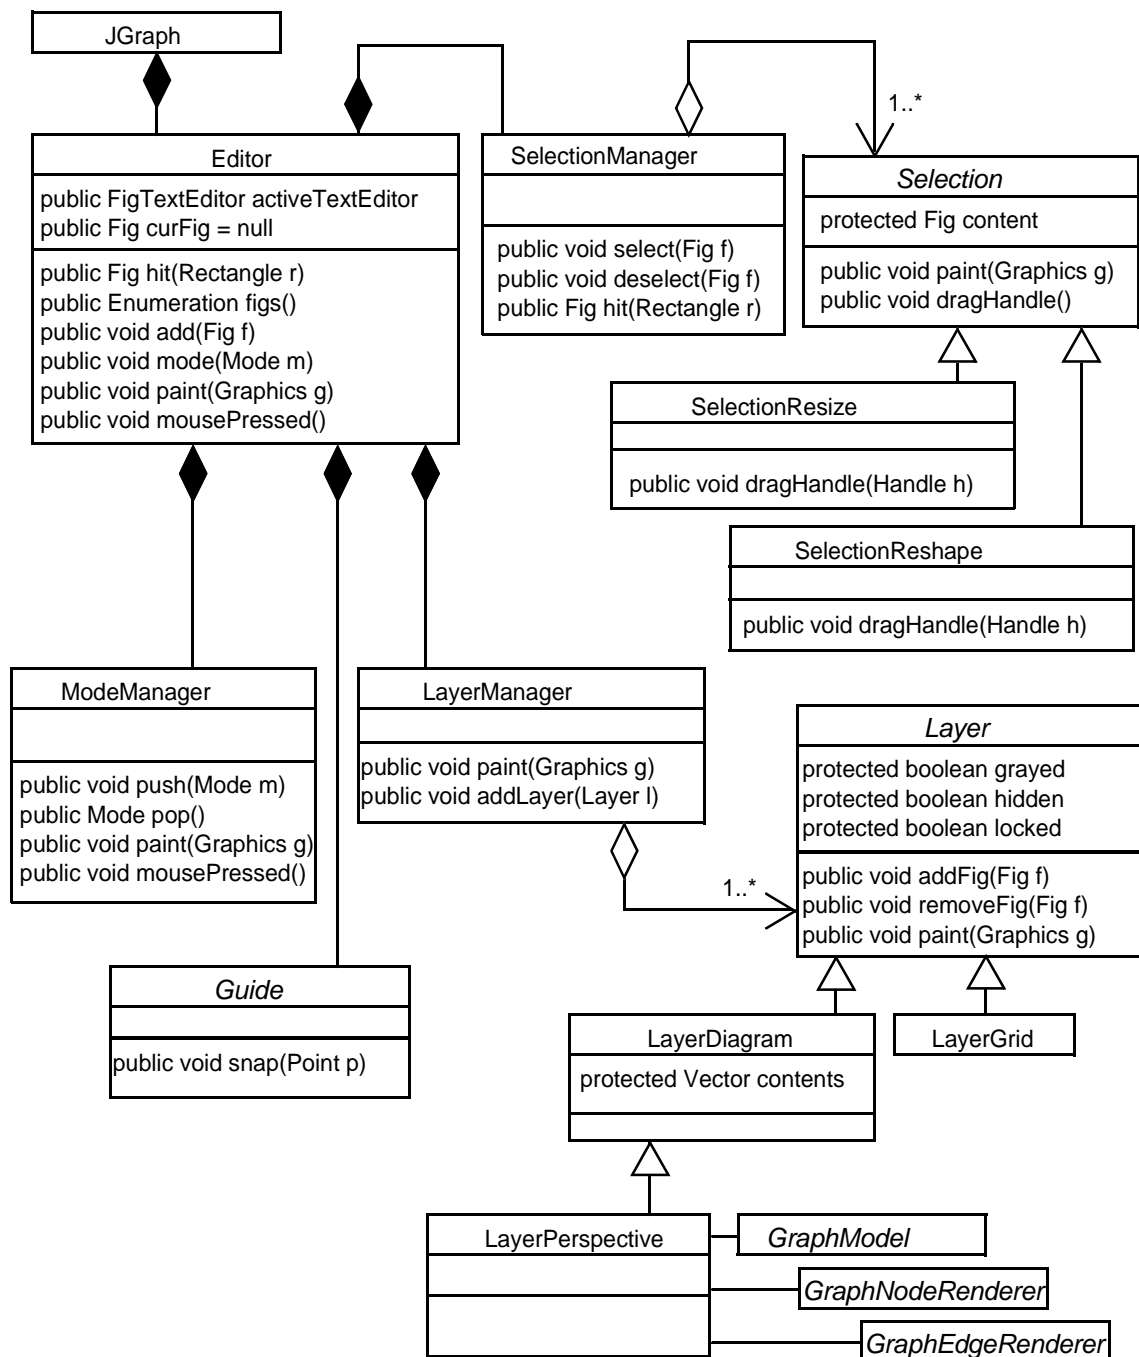 JGraph
1..*
Editor
public FigTextEditor activeTextEditor
public Fig curFig = null
public Fig hit(Rectangle r)
public Enumeration figs()
public void add(Fig f)
public void mode(Mode m)
public void paint(Graphics g)
public void mousePressed()
SelectionManager
public void select(Fig f)
public void deselect(Fig f)
public Fig hit(Rectangle r)
Selection
protected Fig content
public void paint(Graphics g)
public void dragHandle()
SelectionResize
public void dragHandle(Handle h)
SelectionReshape
public void dragHandle(Handle h)
ModeManager
public void push(Mode m)
public Mode pop()
public void paint(Graphics g)
public void mousePressed()
LayerManager
public void paint(Graphics g)
public void addLayer(Layer l)
1..*
Layer
protected boolean grayed
protected boolean hidden
protected boolean locked
public void addFig(Fig f)
public void removeFig(Fig f)
public void paint(Graphics g)
Guide
public void snap(Point p)
LayerDiagram
protected Vector contents
LayerGrid
LayerPerspective
GraphModel
GraphNodeRenderer
GraphEdgeRenderer